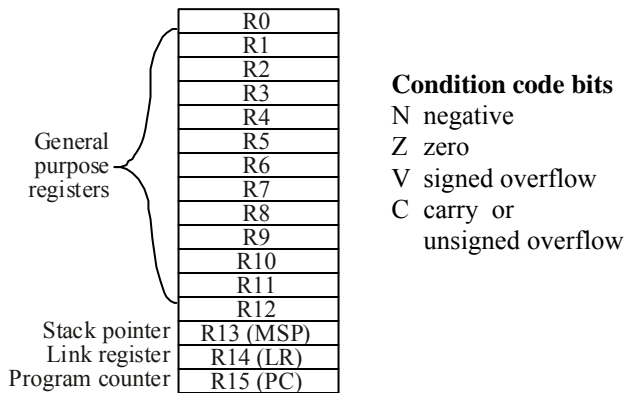 R0
R1
R2
R3
R4
R5
R6
R7
R8
R9
R10
R11
R12
R13 (MSP)
R14 (LR)
R15 (PC)
General
purpose
registers
Stack pointer
Link register
Program counter
Condition code bits
N negative
Z zero
V signed overflow
C carry or
unsigned overflow